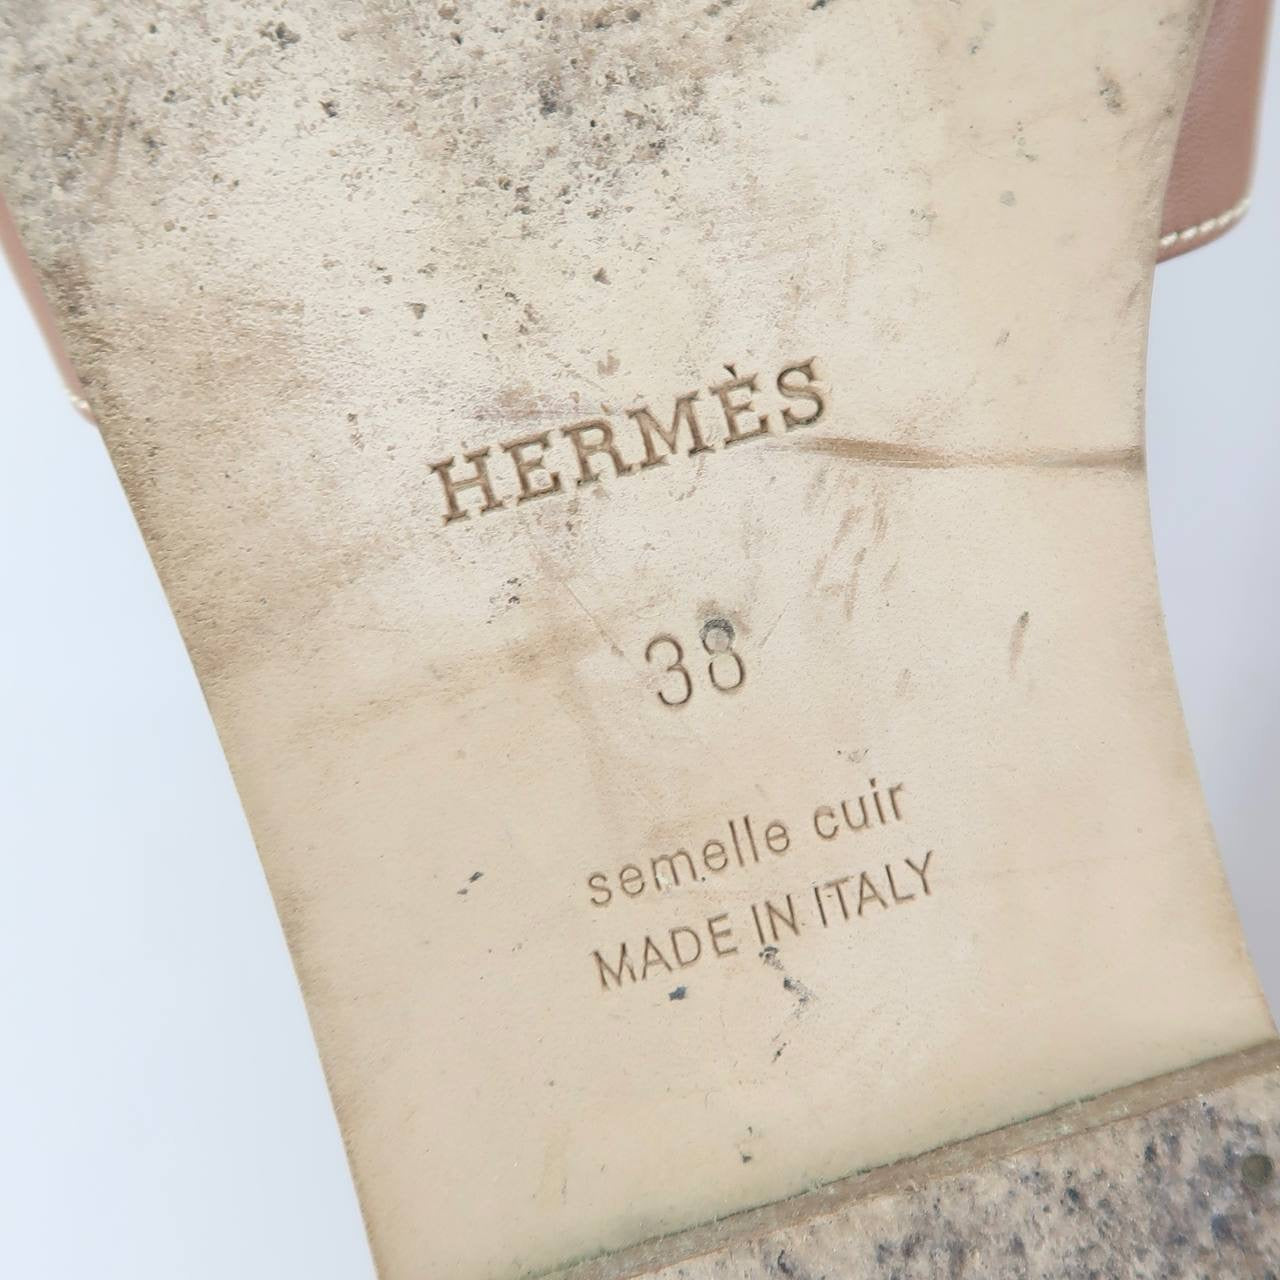 HERMÈS
38
semelle cuir
MADE IN ITALY